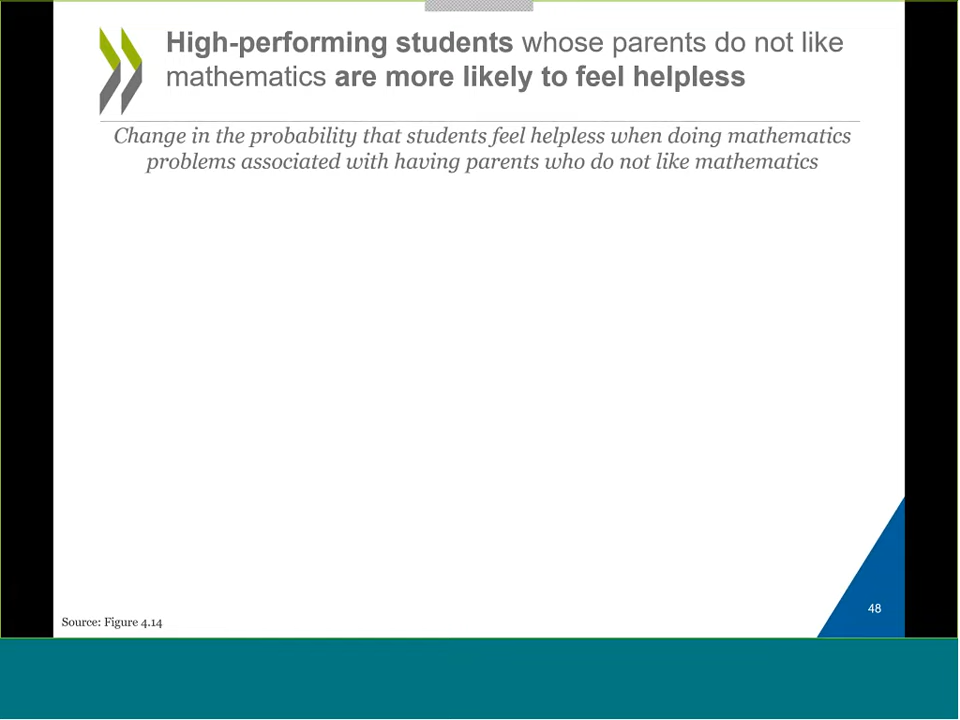 High-performing students whose parents do not like
mathematics are more likely to feel helpless
Change in the probability that students feel helpless when doing mathematics
problems associated with having parents who do not like mathematics
48
Source: Figure 4.14